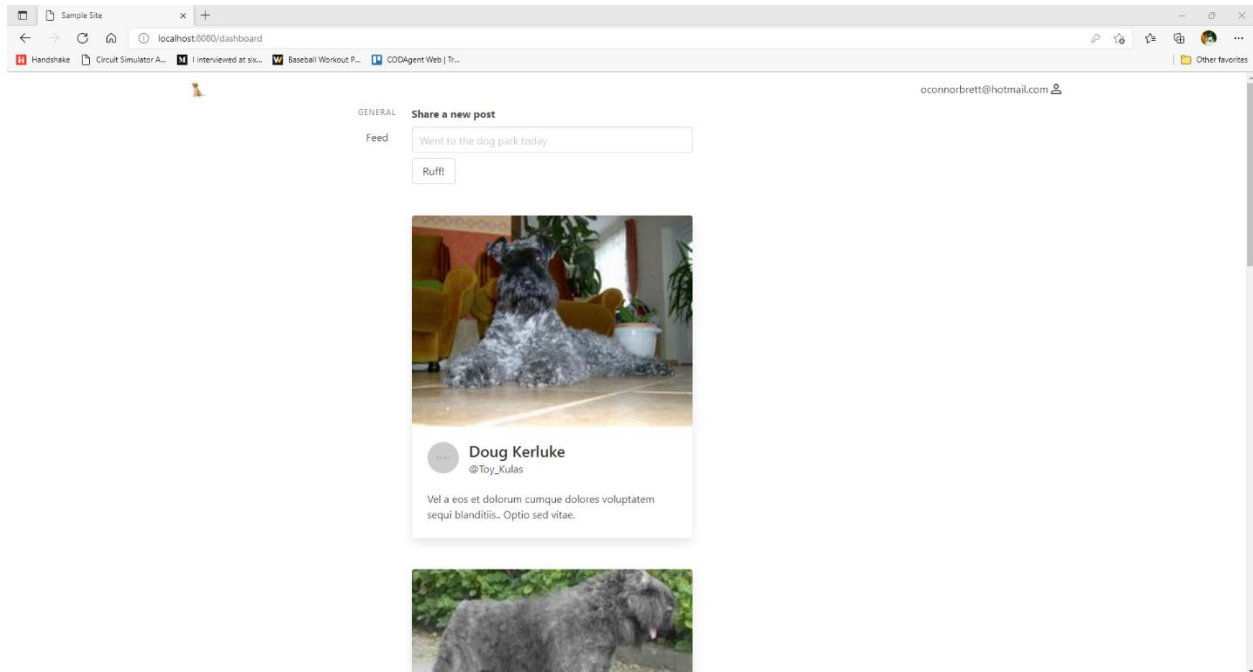 Sample Site
localhost:8080/dashboard
Handshake
Circuit Simulator A...
I interviewed at six...
Baseball Workout P...
CODAgent Web | Tr...
Other favorites
oconnorbrett@hotmail.com
GENERAL
Share a new post
Feed
Went to the dog park today
Ruff!
Doug Kerluke
@Toy_Kulas
Vel a eos et dolorum cumque dolores voluptatem
sequi blanditiis.. Optio sed vitae.